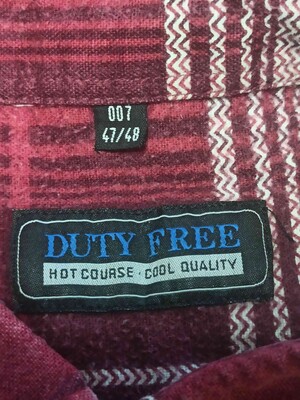 007
47/48
DUTY FREE
HOT COURSE · COOL QUALITY